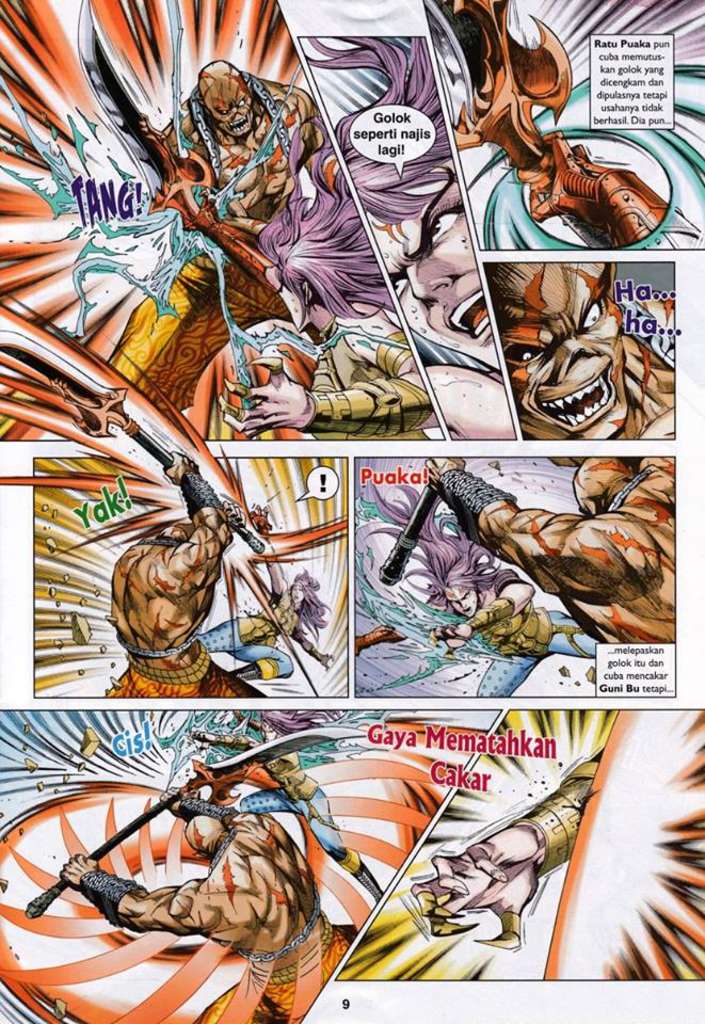 TANG!
Golok
seperti najis
lagi!
Ratu Puaka pun
cuba memutus-
kan golok yang
dicengkam dan
dipulasnya tetapi
usahanya tidak
berhasil. Dia pun...
Ha...
ha...
Yak!
!
Puaka!
...melepaskan
golok itu dan
cuba mencakar
Guni Bu tetapi...
Cis!
Gaya Mematahkan
Cakar
9